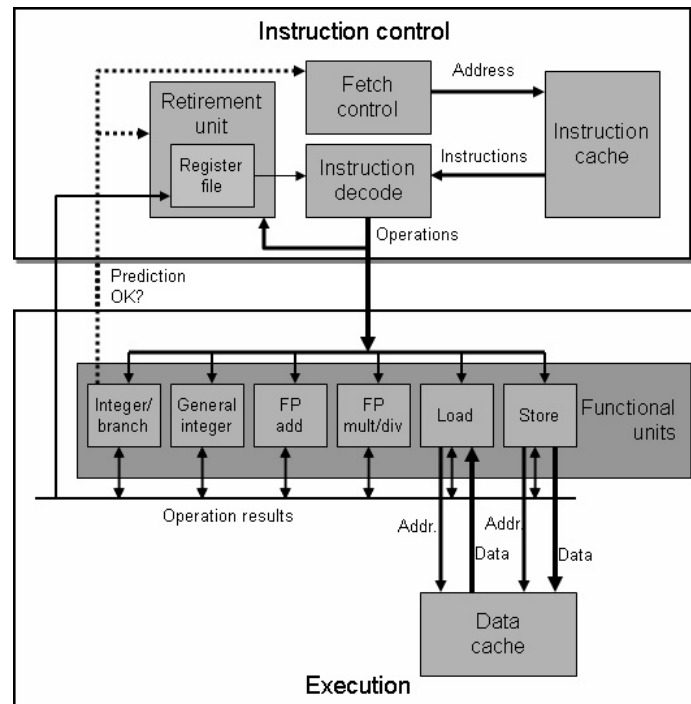 Instruction control
Retirement
unit
Register
file
Fetch
control
Address
Instruction
cache
Instruction
decode
Instructions
Operations
Prediction
OK?
Integer/
branch
General
integer
FP
add
FP
mult/div
Load
Store
Functional
units
Operation results
Addr.
Data
Addr.
Data
Data
cache
Execution